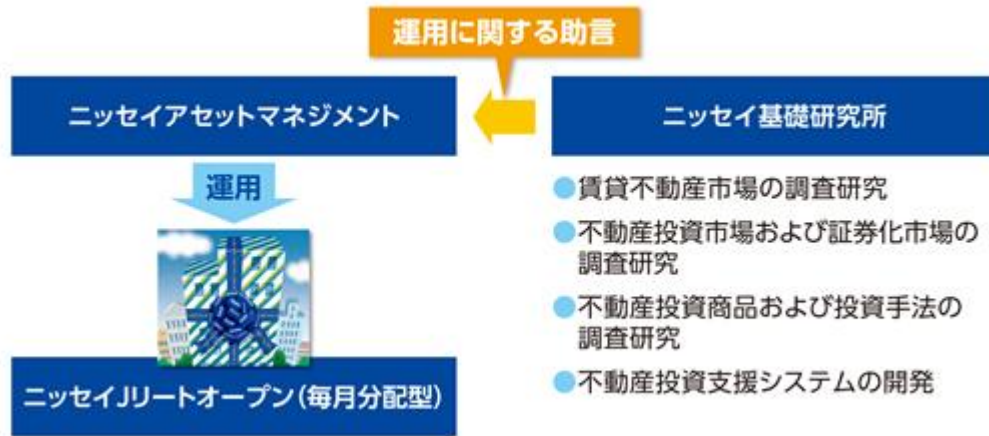 運用に関する助言
ニッセイアセットマネジメント
ニッセイ基礎研究所
運用
ニッセイJリートオープン(毎月分配型)
●賃貸不動産市場の調査研究
●不動産投資市場および証券化市場の
調査研究
●不動産投資商品および投資手法の
調査研究
●不動産投資支援システムの開発